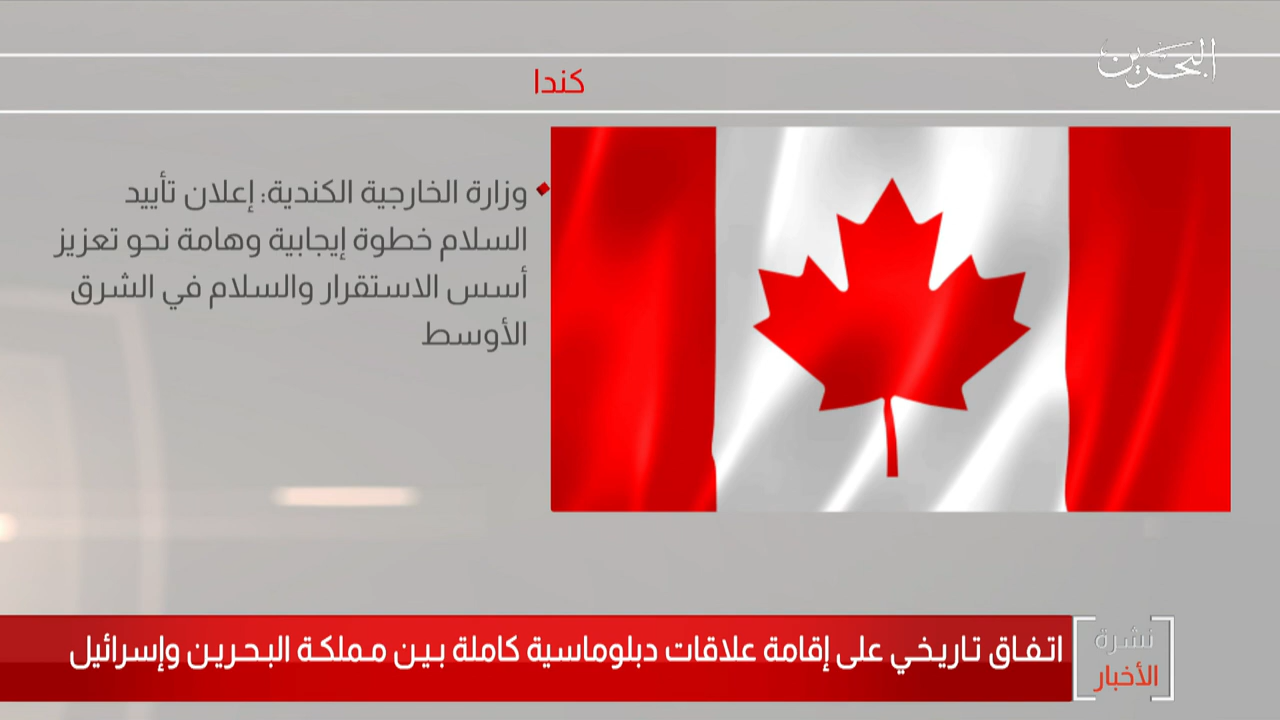 البحرين
كندا
وزارة الخارجية الكندية: إعلان تأييد
السلام خطوة إيجابية وهامة نحو تعزيز
أسس الاستقرار والسلام في الشرق
الأوسط
نشرة
الأخبار
اتفاق تاريخي على إقامة علاقات دبلوماسية كاملة بين مملكة البحرين وإسرائيل